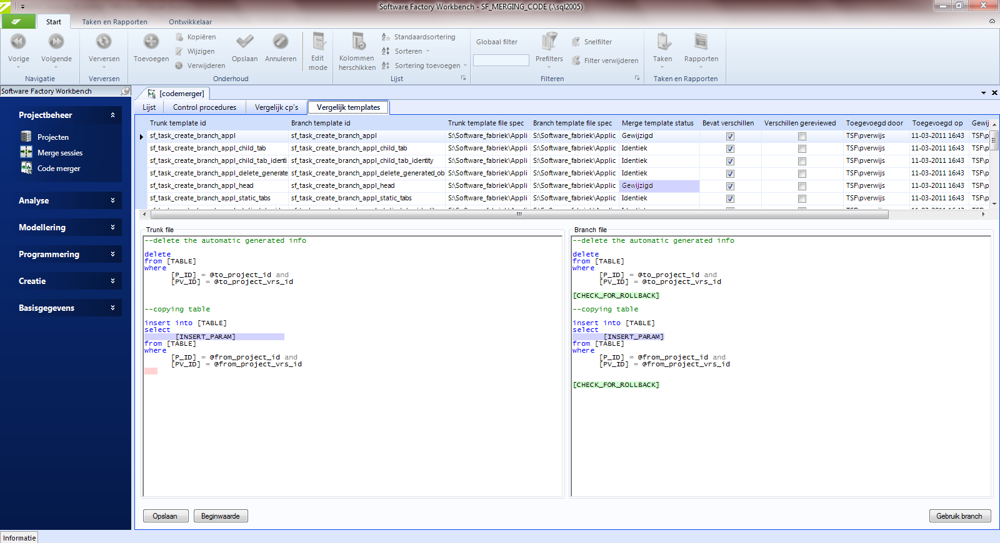 Software Factory Workbench - SF_MERGING_CODE (.\sql2005)
Start Taken en Rapporten Ontwikkelaar
Vorige Volgende Verversen Toevoegen Kopiëren Wijzigen Verwijderen Opslaan Annuleren Edit mode Kolommen herschikken Standaardsortering Sorteren Sortering toevoegen Globaal filter Prefilters Snelfilter Filter verwijderen Taken Rapporten
Navigatie Verversen Onderhoud Lijst Filteren Taken en Rapporten
Software Factory Workbench
Projectbeheer
Projecten
Merge sessies
Code merger
Analyse
Modellering
Programmering
Creatie
Basisgegevens
[codemerger]
Lijst Control procedures Vergelijk cp's Vergelijk templates
Trunk template id Branch template id Trunk template file spec Branch template file spec Merge template status Bevat verschillen Verschillen gereviewed Toegevoegd door Toegevoegd op Gewij
sf_task_create_branch_appl sf_task_create_branch_appl S:\Software_fabriek\Appli S:\Software_fabriek\Applic Gewijzigd TSF\pverwijs 11-03-2011 16:43 TSF\p
sf_task_create_branch_appl_child_tab sf_task_create_branch_appl_child_tab S:\Software_fabriek\Appli S:\Software_fabriek\Applic Identiek TSF\pverwijs 11-03-2011 16:43 TSF\p
sf_task_create_branch_appl_child_tab_identi sf_task_create_branch_appl_child_tab_identity S:\Software_fabriek\Appli S:\Software_fabriek\Applic Identiek TSF\pverwijs 11-03-2011 16:43 TSF\p
sf_task_create_branch_appl_delete_generate sf_task_create_branch_appl_delete_generated_ob S:\Software_fabriek\Appli S:\Software_fabriek\Applic Identiek TSF\pverwijs 11-03-2011 16:43 TSF\p
sf_task_create_branch_appl_head sf_task_create_branch_appl_head S:\Software_fabriek\Appli S:\Software_fabriek\Applic Gewijzigd TSF\pverwijs 11-03-2011 16:43 TSF\p
sf_task_create_branch_appl_static_tabs sf_task_create_branch_appl_static_tabs S:\Software_fabriek\Appli S:\Software_fabriek\Applic Identiek TSF\pverwijs 11-03-2011 16:43 TSF\p
Trunk file
--delete the automatic generated info
delete
from [TABLE]
where
[P_ID] = @to_project_id and
[PV_ID] = @to_project_vrs_id
--copying table
insert into [TABLE]
select
[INSERT_PARAM]
from [TABLE]
where
[P_ID] = @from_project_id and
[PV_ID] = @from_project_vrs_id
Branch file
--delete the automatic generated info
delete
from [TABLE]
where
[P_ID] = @to_project_id and
[PV_ID] = @to_project_vrs_id
[CHECK_FOR_ROLLBACK]
--copying table
insert into [TABLE]
select
[INSERT_PARAM]
from [TABLE]
where
[P_ID] = @from_project_id and
[PV_ID] = @from_project_vrs_id
[CHECK_FOR_ROLLBACK]
Opslaan Beginwaarde Gebruik branch
Informatie